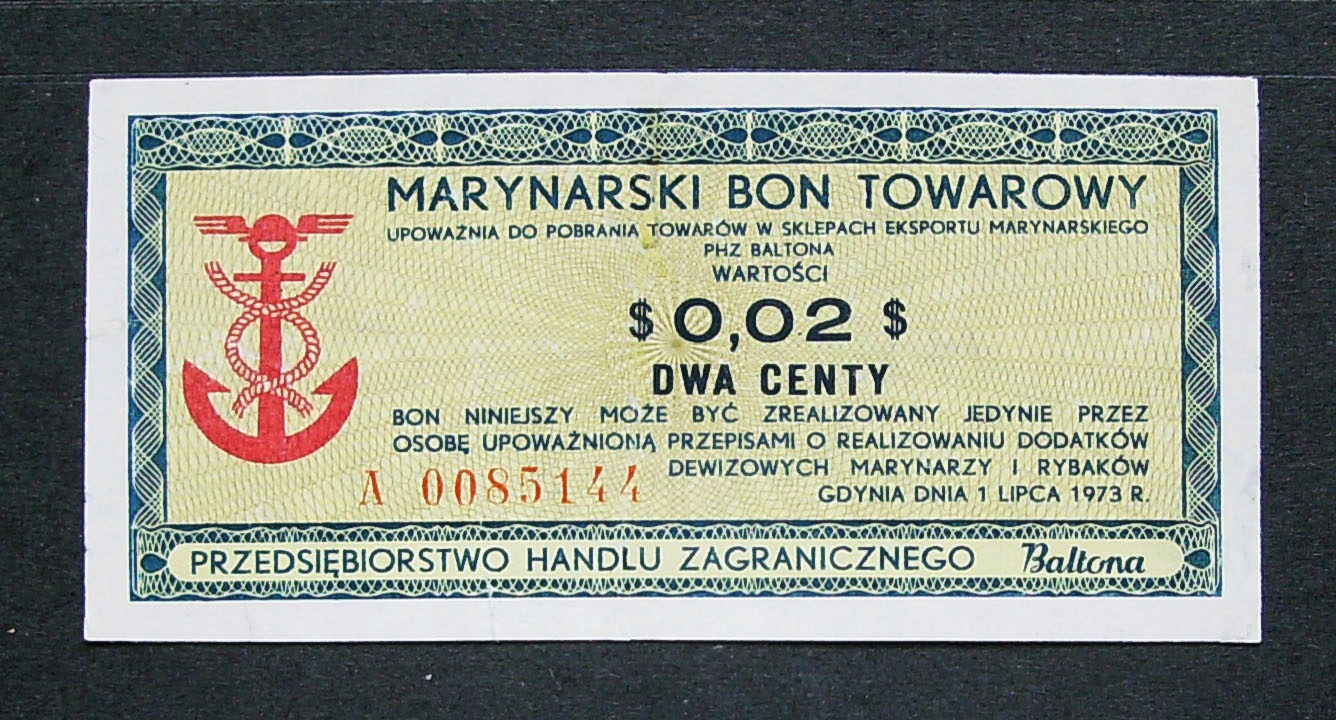 MARYNARSKI BON TOWAROWY
UPOWAŻNIA DO POBRANIA TOWARÓW W SKLEPACH EKSPORTU MARYNARSKIEGO
PHZ BALTONA
WARTOŚCI
$ 0,02 $
DWA CENTY
BON NINIEJSZY MOŻE BYĆ ZREALIZOWANY JEDYNIE PRZEZ
OSOBĘ UPOWAŻNIONĄ PRZEPISAMI O REALIZOWANIU DODATKÓW
DEWIZOWYCH MARYNARZY I RYBAKÓW
A 0085144
GDYNIA DNIA 1 LIPCA 1973 R.
PRZEDSIĘBIORSTWO HANDLU ZAGRANICZNEGO Baltona